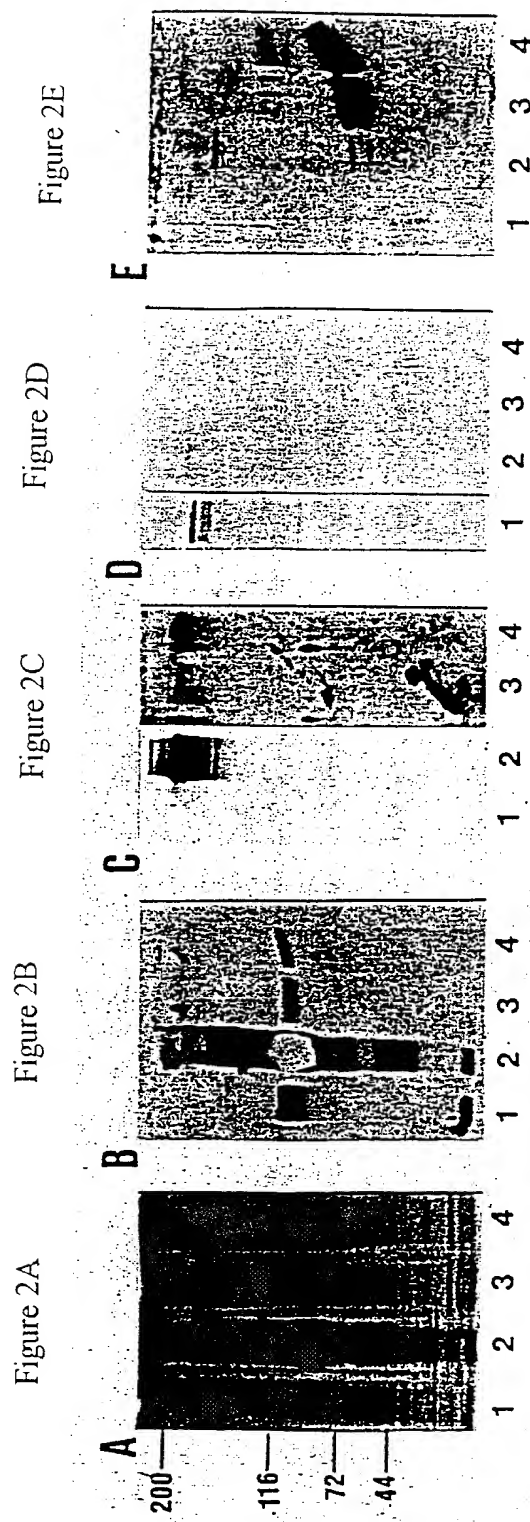 Figure 2A
A
200
116
72
44
1 2 3 4
Figure 2B
B
1 2 3 4
Figure 2C
C
1 2 3 4
Figure 2D
D
1 2 3 4
Figure 2E
E
1 2 3 4